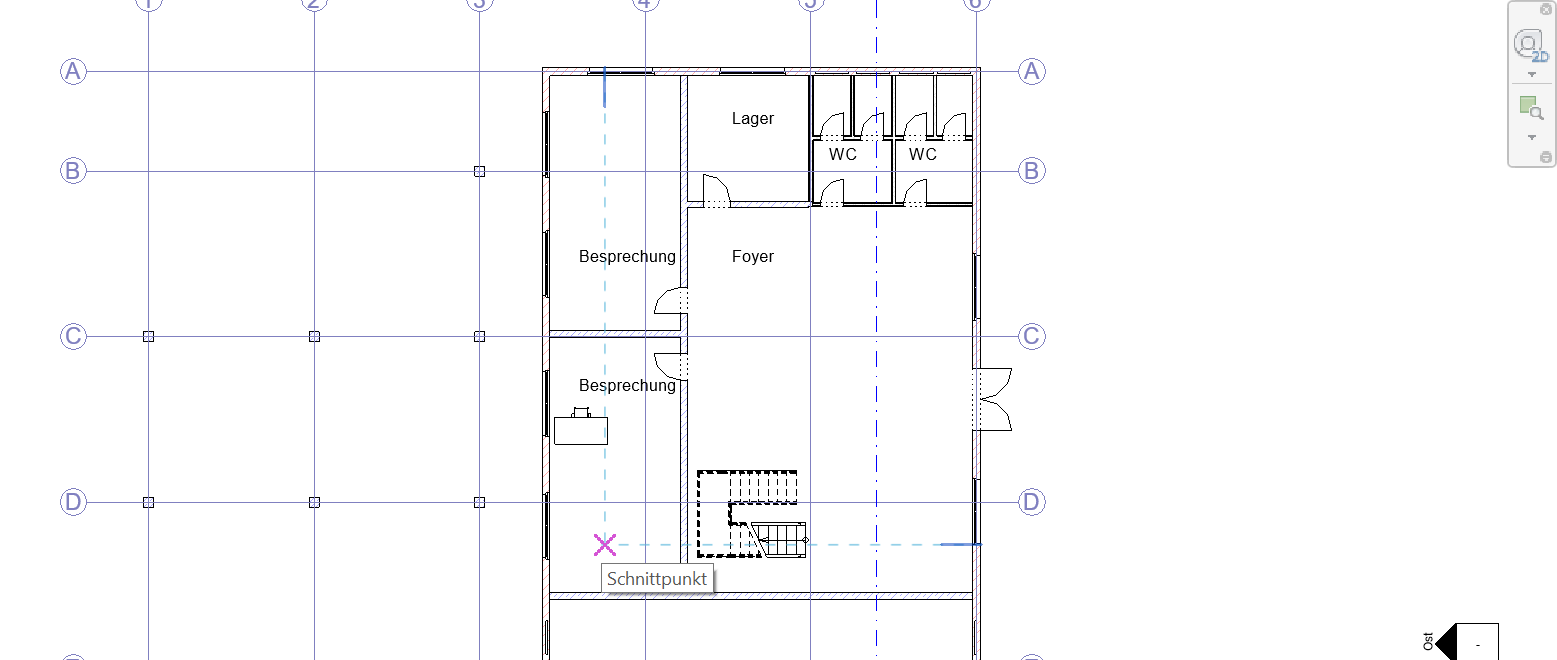 1 2 3 4 5 6
A A
Lager
WC WC
B B
Besprechung Foyer
C C
Besprechung
D D
Schnittpunkt
2D
Ost
-